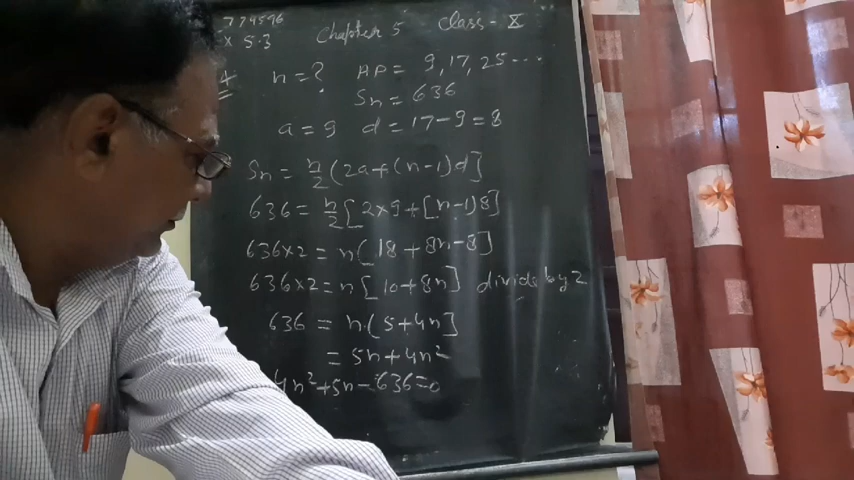 Chapter 5 Class - X
x 5.3
4 n = ? AP = 9, 17, 25 ...
Sn = 636
a = 9 d = 17 - 9 = 8
Sn = n/2 (2a + (n - 1) d]
636 = n/2 [2 x 9 + [n - 1) 8]
636 x 2 = n (18 + 8n - 8]
636 x 2 = n [10 + 8n] divide by 2
636 = n (5 + 4n]
= 5n + 4n²
4n² + 5n - 636 = 0